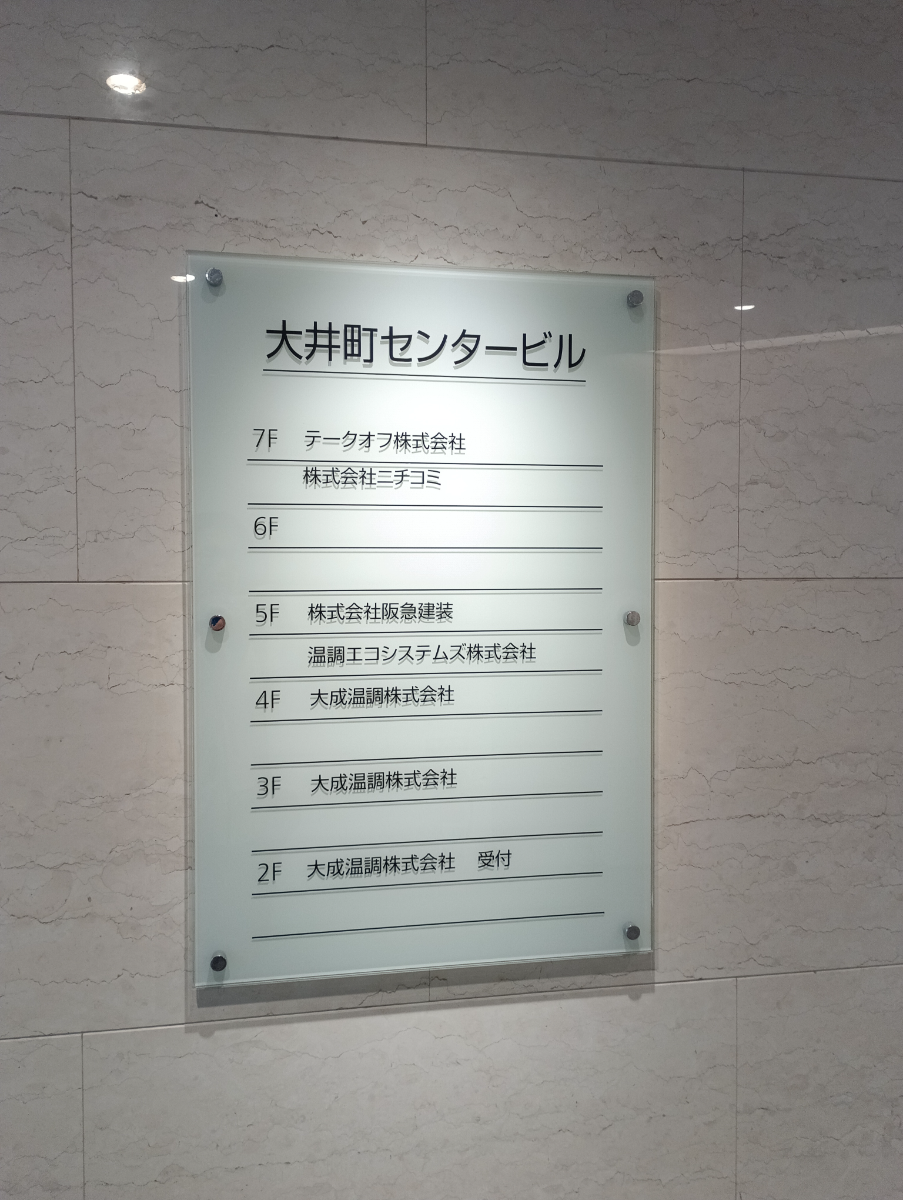 大井町センタービル
7F テークオフ株式会社
株式会社ニチコミ
6F
5F 株式会社阪急建装
温調エコシステムズ株式会社
4F 大成温調株式会社
3F 大成温調株式会社
2F 大成温調株式会社 受付